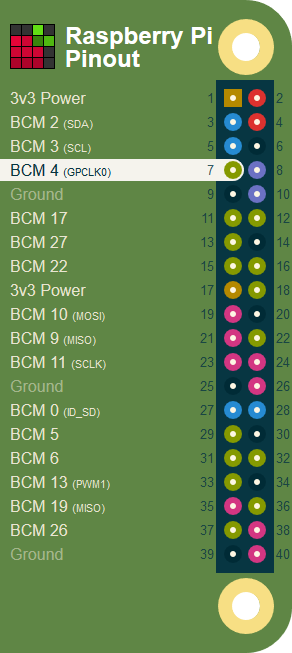 Raspberry Pi
Pinout
3v3 Power 1 2
BCM 2 (SDA) 3 4
BCM 3 (SCL) 5 6
BCM 4 (GPCLK0) 7 8
Ground 9 10
BCM 17 11 12
BCM 27 13 14
BCM 22 15 16
3v3 Power 17 18
BCM 10 (MOSI) 19 20
BCM 9 (MISO) 21 22
BCM 11 (SCLK) 23 24
Ground 25 26
BCM 0 (ID_SD) 27 28
BCM 5 29 30
BCM 6 31 32
BCM 13 (PWM1) 33 34
BCM 19 (MISO) 35 36
BCM 26 37 38
Ground 39 40